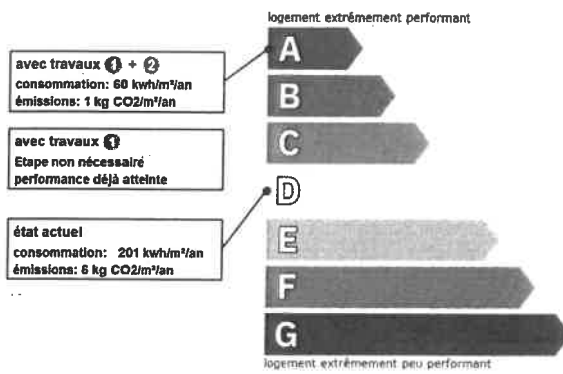 logement extrêmement performant
avec travaux 1 + 2
consommation: 60 kwh/m²/an
émissions: 1 kg CO2/m²/an
avec travaux 1
Etape non nécessaire
performance déjà atteinte
état actuel
consommation: 201 kwh/m²/an
émissions: 6 kg CO2/m²/an
A
B
C
D
E
F
G
logement extrêmement peu performant